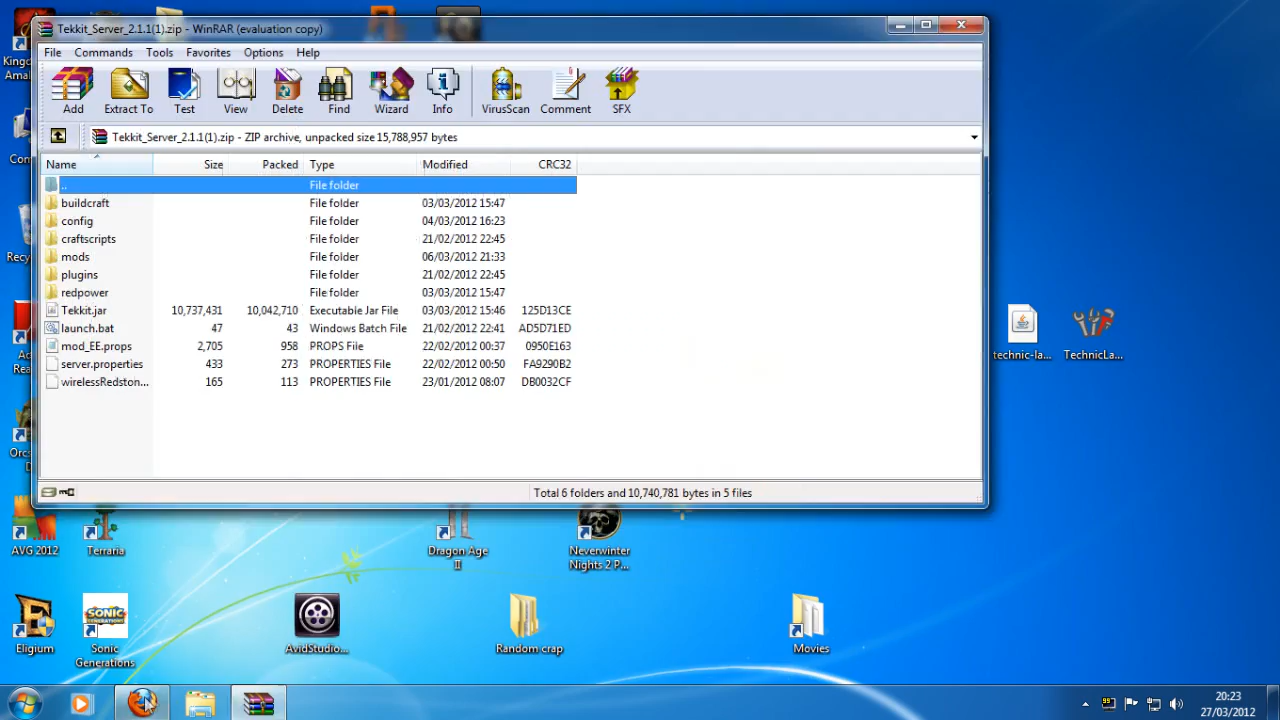 Tekkit_Server_2.1.1(1).zip - WinRAR (evaluation copy)
File Commands Tools Favorites Options Help
Add Extract To Test View Delete Find Wizard Info VirusScan Comment SFX
Tekkit_Server_2.1.1(1).zip - ZIP archive, unpacked size 15,788,957 bytes
Name Size Packed Type Modified CRC32
.. File folder
buildcraft File folder 03/03/2012 15:47
config File folder 04/03/2012 16:23
craftscripts File folder 21/02/2012 22:45
mods File folder 06/03/2012 21:33
plugins File folder 21/02/2012 22:45
redpower File folder 03/03/2012 15:47
Tekkit.jar 10,737,431 10,042,710 Executable Jar File 03/03/2012 15:46 125D13CE
launch.bat 47 43 Windows Batch File 21/02/2012 22:41 AD5D71ED
mod_EE.props 2,705 958 PROPS File 22/02/2012 00:37 0950E163
server.properties 433 273 PROPERTIES File 22/02/2012 00:50 FA9290B2
wirelessRedston... 165 113 PROPERTIES File 23/01/2012 08:07 DB0032CF
Total 6 folders and 10,740,781 bytes in 5 files
technic-la... TechnicLa...
AVG 2012 Terraria Dragon Age
II
Neverwinter
Nights 2 P...
Eligium
Sonic
Generations
AvidStudio...
Random crap
Movies
20:23
27/03/2012